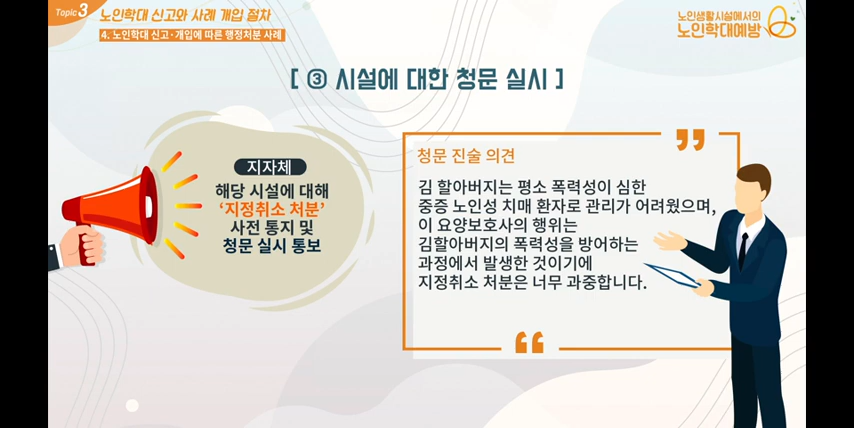 Topic 3 노인학대 신고와 사례 개입 절차
4. 노인학대 신고·개입에 따른 행정처분 사례
노인생활시설에서의
노인학대예방
[ ③ 시설에 대한 청문 실시 ]
지자체
해당 시설에 대해
‘지정취소 처분’
사전 통지 및
청문 실시 통보
청문 진술 의견
김 할아버지는 평소 폭력성이 심한
중증 노인성 치매 환자로 관리가 어려웠으며,
이 요양보호사의 행위는
김할아버지의 폭력성을 방어하는
과정에서 발생한 것이기에
지정취소 처분은 너무 과중합니다.